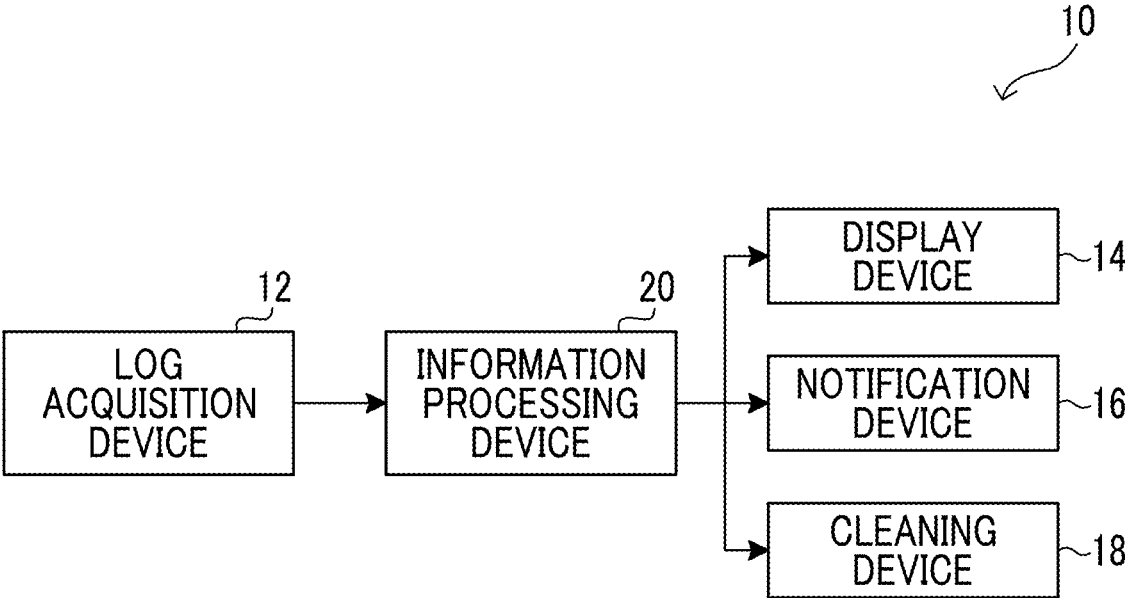 10
12
LOG
ACQUISITION
DEVICE
20
INFORMATION
PROCESSING
DEVICE
DISPLAY
DEVICE
14
NOTIFICATION
DEVICE
16
CLEANING
DEVICE
18